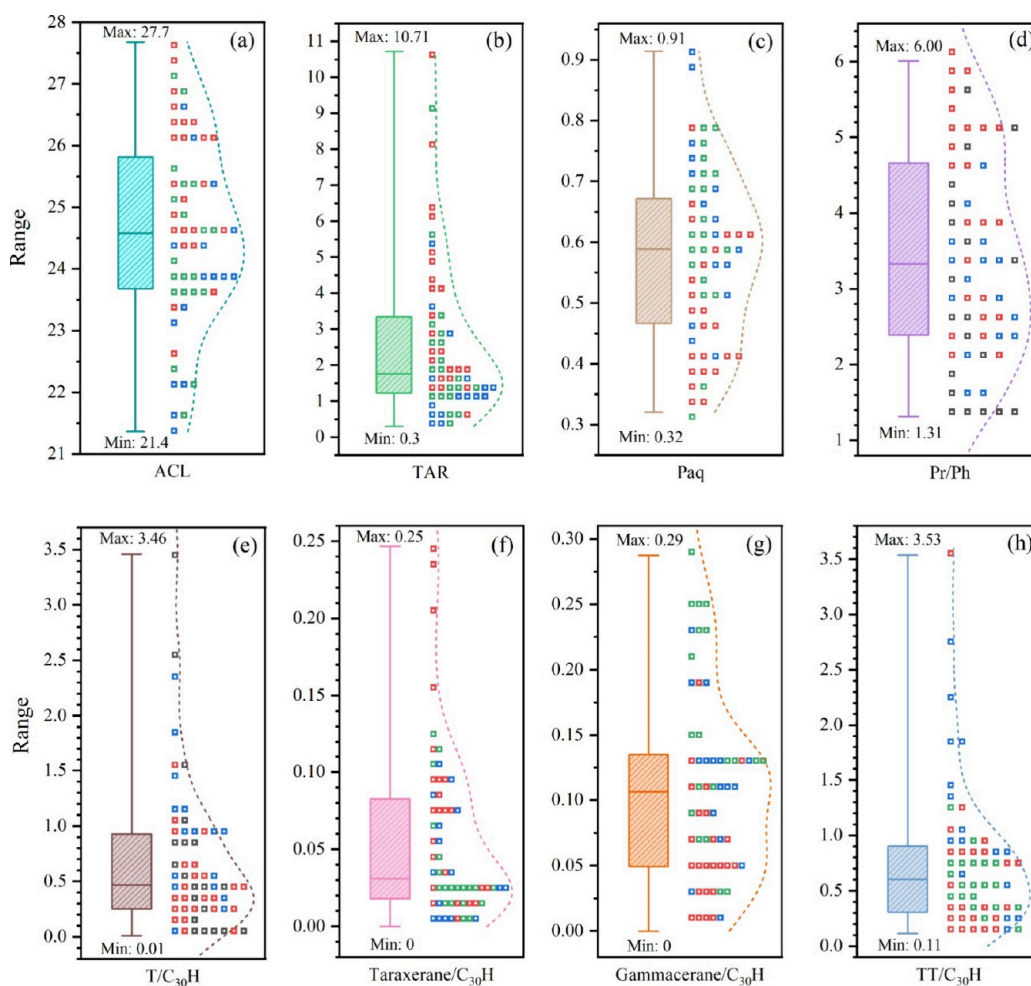 Range
28
27
26
25
24
23
22
21
Max: 27.7
(a)
Min: 21.4
ACL
11
10
9
8
7
6
5
4
3
2
1
0
Max: 10.71
(b)
Min: 0.3
TAR
0.9
0.8
0.7
0.6
0.5
0.4
0.3
Max: 0.91
(c)
Min: 0.32
Paq
6
5
4
3
2
1
Max: 6.00
(d)
Min: 1.31
Pr/Ph
Range
3.5
3.0
2.5
2.0
1.5
1.0
0.5
0.0
Max: 3.46
(e)
Min: 0.01
T/C₃₀H
0.25
0.20
0.15
0.10
0.05
0.00
Max: 0.25
(f)
Min: 0
Taraxerane/C₃₀H
0.30
0.25
0.20
0.15
0.10
0.05
0.00
Max: 0.29
(g)
Min: 0
Gammacerane/C₃₀H
3.5
3.0
2.5
2.0
1.5
1.0
0.5
0.0
Max: 3.53
(h)
Min: 0.11
TT/C₃₀H